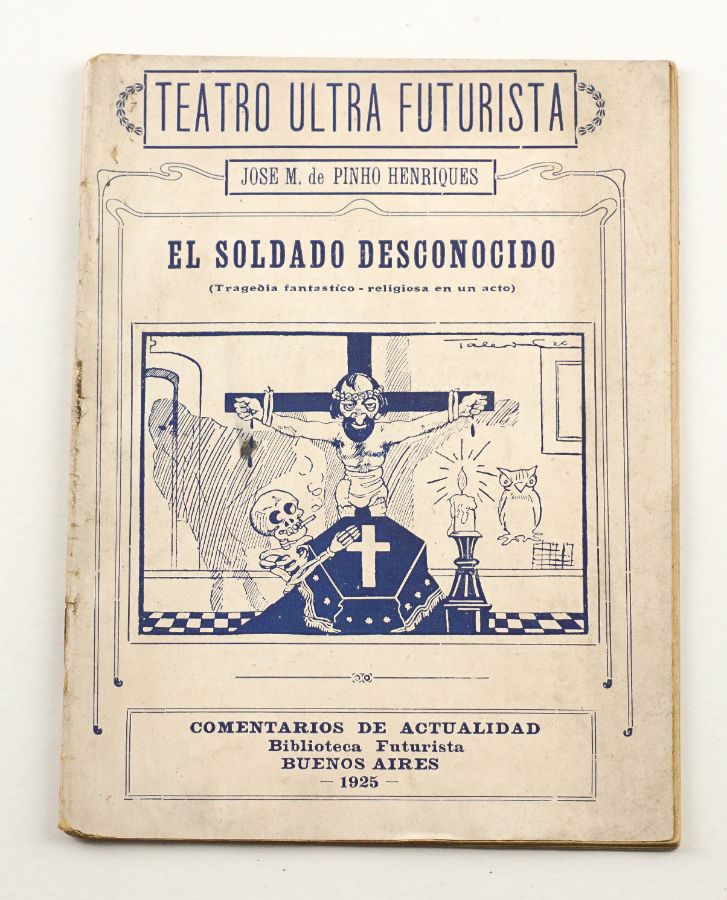 TEATRO ULTRA FUTURISTA
JOSE M. de PINHO HENRIQUES
EL SOLDADO DESCONOCIDO
(Tragedia fantastico - religiosa en un acto)
COMENTARIOS DE ACTUALIDAD
Biblioteca Futurista
BUENOS AIRES
— 1925 —